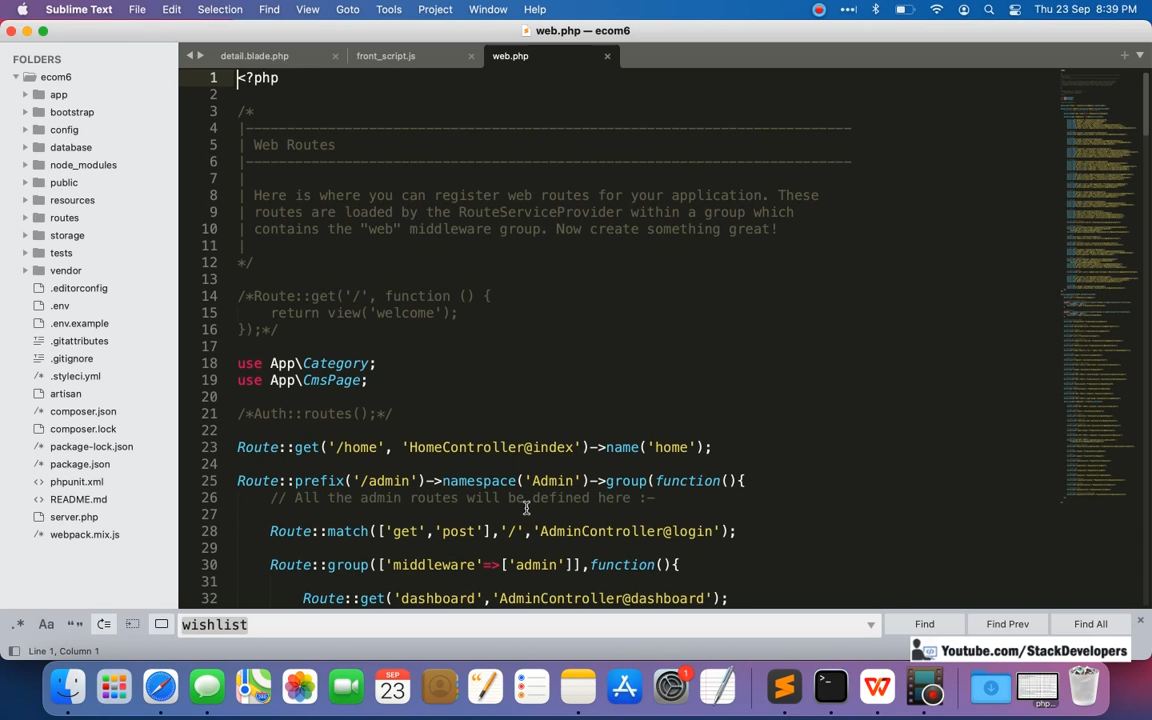 Sublime Text File Edit Selection Find View Goto Tools Project Window Help Thu 23 Sep 8:39 PM
web.php — ecom6
FOLDERS
ecom6
app
bootstrap
config
database
node_modules
public
resources
routes
storage
tests
vendor
.editorconfig
.env
.env.example
.gitattributes
.gitignore
.styleci.yml
artisan
composer.json
composer.lock
package-lock.json
package.json
phpunit.xml
README.md
server.php
webpack.mix.js
detail.blade.php front_script.js web.php
1 <?php
2
3 /*
4 |--------------------------------------------------------------------------
5 | Web Routes
6 |--------------------------------------------------------------------------
7 |
8 | Here is where you can register web routes for your application. These
9 | routes are loaded by the RouteServiceProvider within a group which
10 | contains the "web" middleware group. Now create something great!
11 |
12 */
13
14 /*Route::get('/', function () {
15 return view('welcome');
16 });*/
17
18 use App\Category;
19 use App\CmsPage;
20
21 /*Auth::routes();*/
22
23 Route::get('/home', 'HomeController@index')->name('home');
24
25 Route::prefix('/admin')->namespace('Admin')->group(function(){
26 // All the admin routes will be defined here :-
27
28 Route::match(['get','post'],'/','AdminController@login');
29
30 Route::group(['middleware'=>['admin']],function(){
31
32 Route::get('dashboard','AdminController@dashboard');
.* Aa "" wishlist Find Find Prev Find All
Line 1, Column 1
Youtube.com/StackDevelopers
SEP
23
1
php...